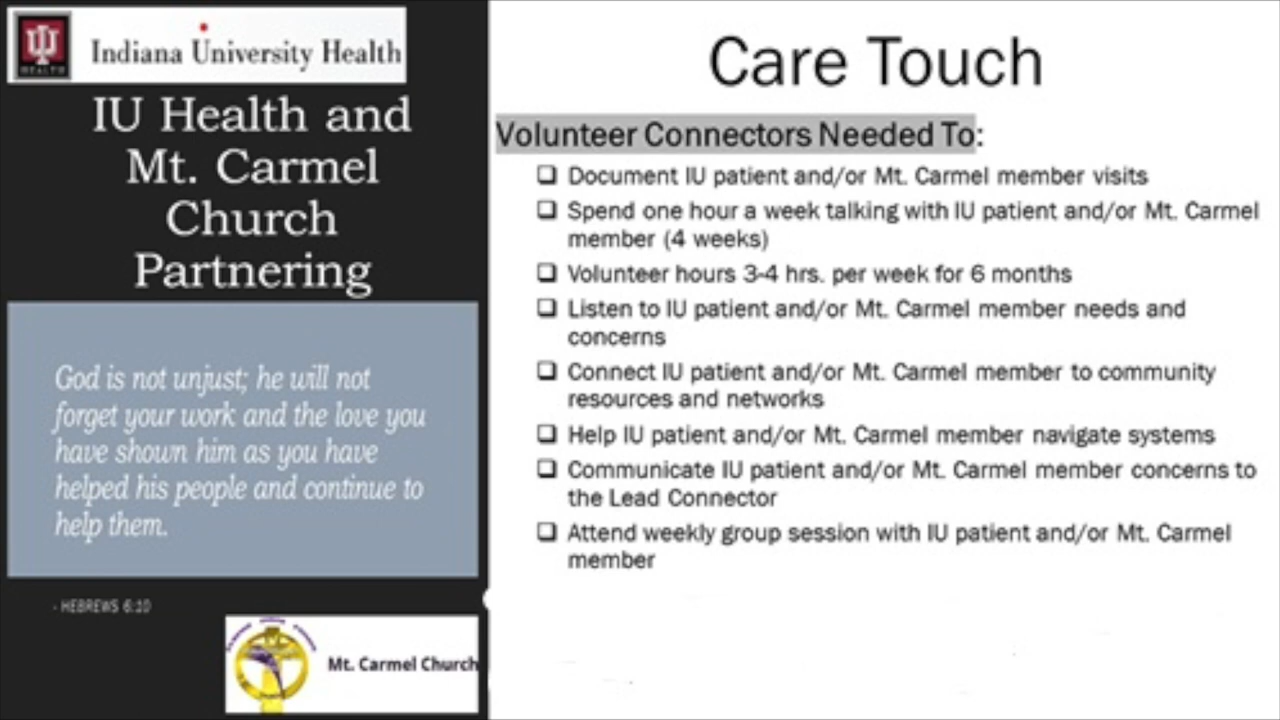 Indiana University Health
HEALTH
IU Health and
Mt. Carmel
Church
Partnering
God is not unjust; he will not
forget your work and the love you
have shown him as you have
helped his people and continue to
help them.
- HEBREWS 6:10
Mt. Carmel Church
Care Touch
Volunteer Connectors Needed To:
Document IU patient and/or Mt. Carmel member visits
Spend one hour a week talking with IU patient and/or Mt. Carmel
member (4 weeks)
Volunteer hours 3-4 hrs. per week for 6 months
Listen to IU patient and/or Mt. Carmel member needs and
concerns
Connect IU patient and/or Mt. Carmel member to community
resources and networks
Help IU patient and/or Mt. Carmel member navigate systems
Communicate IU patient and/or Mt. Carmel member concerns to
the Lead Connector
Attend weekly group session with IU patient and/or Mt. Carmel
member